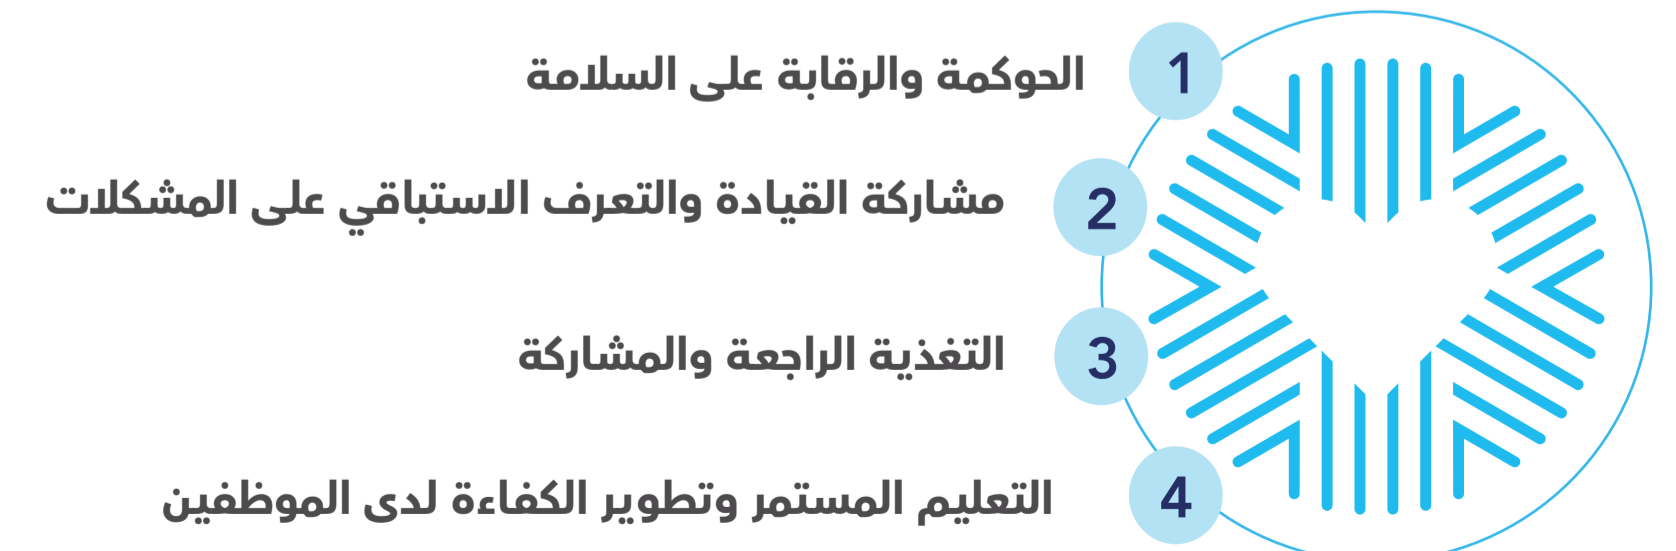 1 الحوكمة والرقابة على السلامة
2 مشاركة القيادة والتعرف الاستباقي على المشكلات
3 التغذية الراجعة والمشاركة
4 التعليم المستمر وتطوير الكفاءة لدى الموظفين